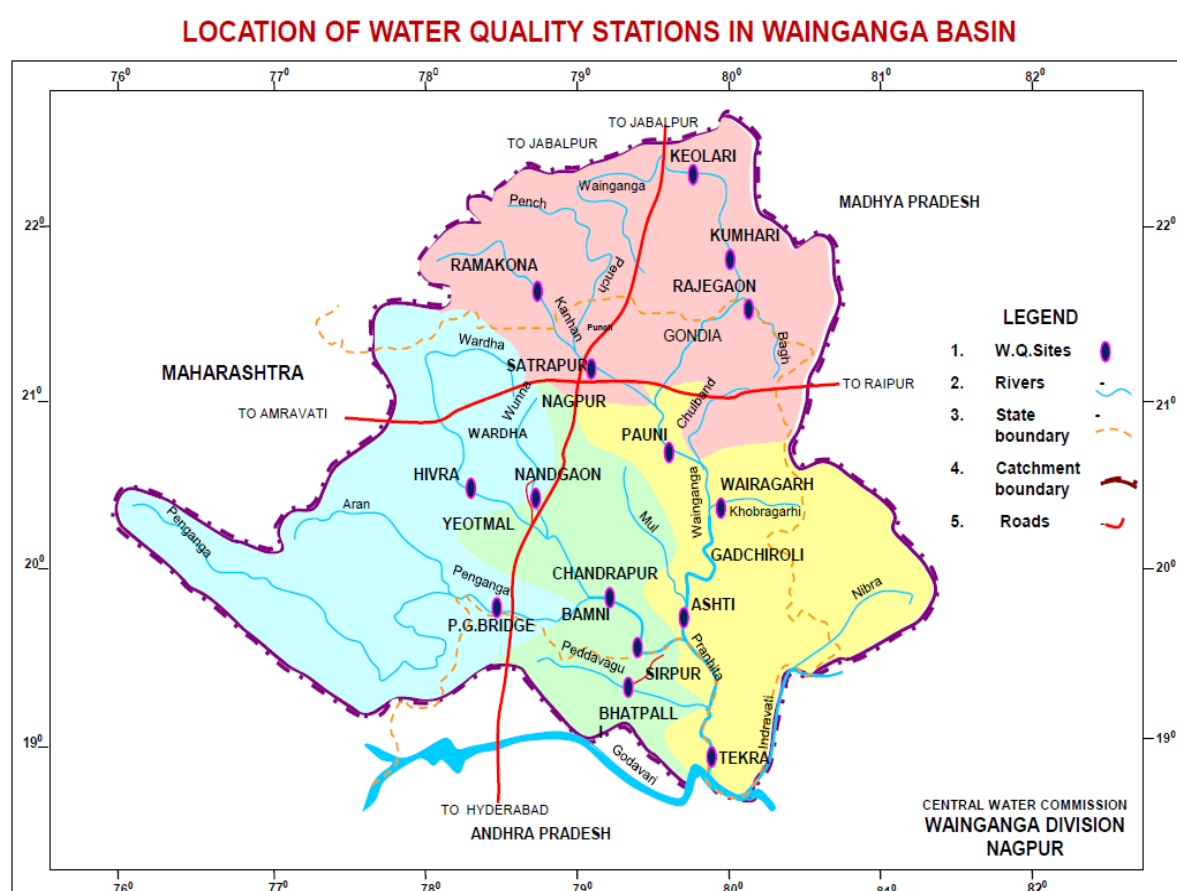 LOCATION OF WATER QUALITY STATIONS IN WAINGANGA BASIN
76⁰ 77⁰ 78⁰ 79⁰ 80⁰ 81⁰ 82⁰
TO JABALPUR
TO JABALPUR
KEOLARI
Wainganga
Pench
MADHYA PRADESH
22⁰
22⁰
KUMHARI
RAMAKONA
Pench
RAJEGAON
Kanhan
Punch
GONDIA
Bagh
LEGEND
1. W.Q.Sites
2. Rivers -
3. State -
boundary
4. Catchment
boundary
5. Roads -
Wardha
MAHARASHTRA
SATRAPUR
TO RAIPUR
21⁰
21⁰
TO AMRAVATI
Wunna
NAGPUR
Chulband
WARDHA
PAUNI
HIVRA
NANDGAON
Wainganga
WAIRAGARH
Khobragarhi
Aran
Penganga
YEOTMAL
Mul
GADCHIROLI
20⁰
20⁰
Penganga
CHANDRAPUR
Nibra
ASHTI
BAMNI
P.G.BRIDGE
Peddavagu
Pranhita
SIRPUR
BHATPALL
I
Indravati
19⁰
19⁰
Godavari
TEKRA
TO HYDERABAD
ANDHRA PRADESH
CENTRAL WATER COMMISSION
WAINGANGA DIVISION
NAGPUR
76⁰ 77⁰ 78⁰ 79⁰ 80⁰ 81⁰ 82⁰